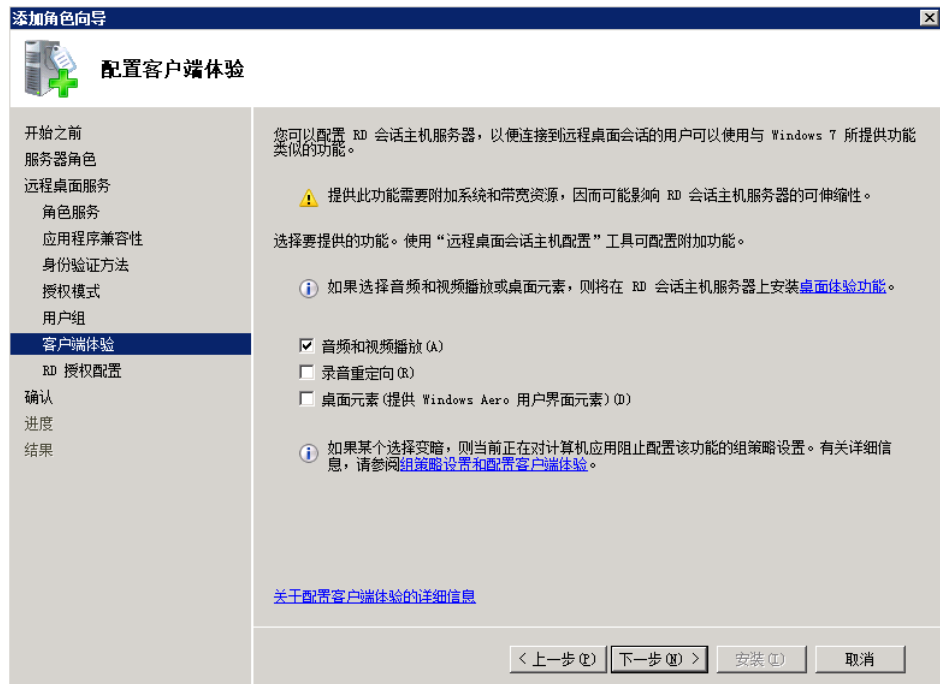 添加角色向导
配置客户端体验
开始之前
服务器角色
远程桌面服务
角色服务
应用程序兼容性
身份验证方法
授权模式
用户组
客户端体验
RD 授权配置
确认
进度
结果
您可以配置 RD 会话主机服务器，以便连接到远程桌面会话的用户可以使用与 Windows 7 所提供功能
类似的功能。
提供此功能需要附加系统和带宽资源，因而可能影响 RD 会话主机服务器的可伸缩性。
选择要提供的功能。使用“远程桌面会话主机配置”工具可配置附加功能。
如果选择音频和视频播放或桌面元素，则将在 RD 会话主机服务器上安装桌面体验功能。
音频和视频播放(A)
录音重定向(R)
桌面元素(提供 Windows Aero 用户界面元素)(D)
如果某个选择变暗，则当前正在对计算机应用阻止配置该功能的组策略设置。有关详细信
息，请参阅组策略设置和配置客户端体验。
关于配置客户端体验的详细信息
< 上一步(P) 下一步(N) > 安装(I) 取消